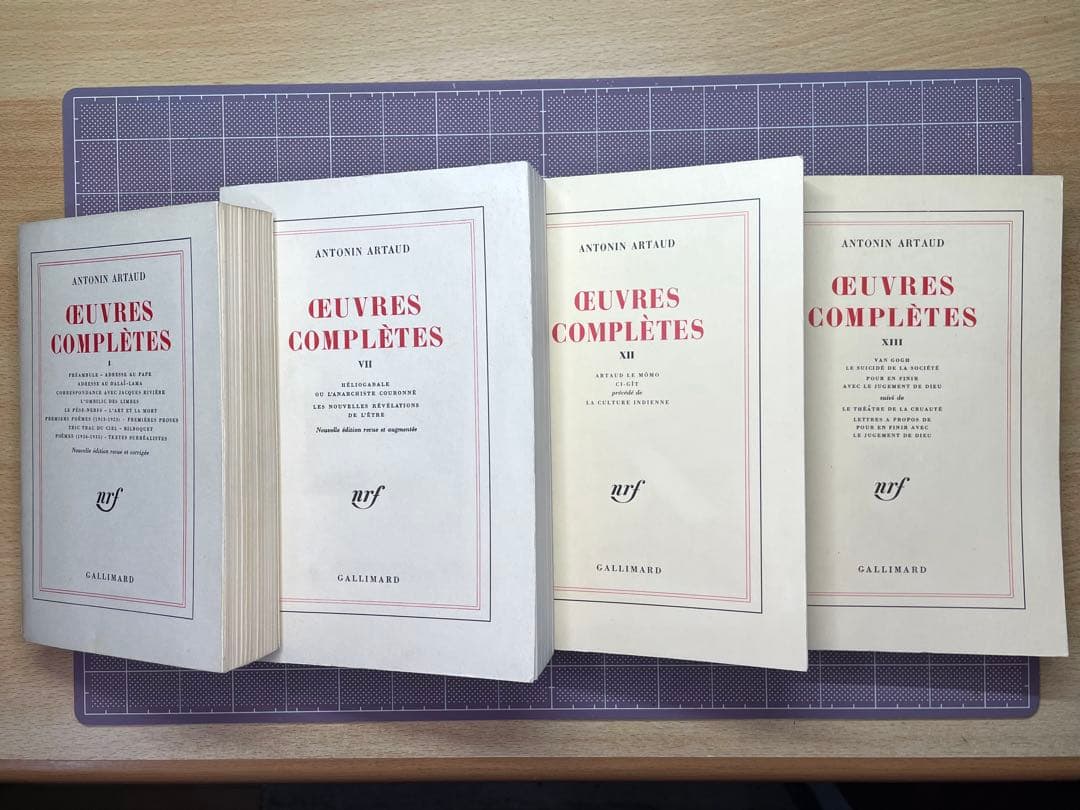 ANTONIN ARTAUD
ŒUVRES
COMPLÈTES
I
PRÉAMBULE - ADRESSE AU PAPE
ADRESSE AU DALAÏ-LAMA
CORRESPONDANCE AVEC JACQUES RIVIÈRE
L'OMBILIC DES LIMBES
LE PÈSE-NERFS - L'ART ET LA MORT
PREMIERS POÈMES (1913-1923) - PREMIÈRES PROSES
TRIC TRAC DU CIEL - BILBOQUET
POÈMES (1924-1935) - TEXTES SURRÉALISTES
Nouvelle édition revue et corrigée
nrf
GALLIMARD
ANTONIN ARTAUD
ŒUVRES
COMPLÈTES
VII
HÉLIOGABALE
OU L'ANARCHISTE COURONNÉ
LES NOUVELLES RÉVÉLATIONS
DE L'ÊTRE
Nouvelle édition revue et augmentée
nrf
GALLIMARD
ANTONIN ARTAUD
ŒUVRES
COMPLÈTES
XII
ARTAUD LE MÔMO
CI-GÎT
précédé de
LA CULTURE INDIENNE
nrf
GALLIMARD
ANTONIN ARTAUD
ŒUVRES
COMPLÈTES
XIII
VAN GOGH
LE SUICIDÉ DE LA SOCIÉTÉ
POUR EN FINIR
AVEC LE JUGEMENT DE DIEU
suivi de
LE THÉÂTRE DE LA CRUAUTÉ
LETTRES A PROPOS DE
POUR EN FINIR AVEC
LE JUGEMENT DE DIEU
nrf
GALLIMARD